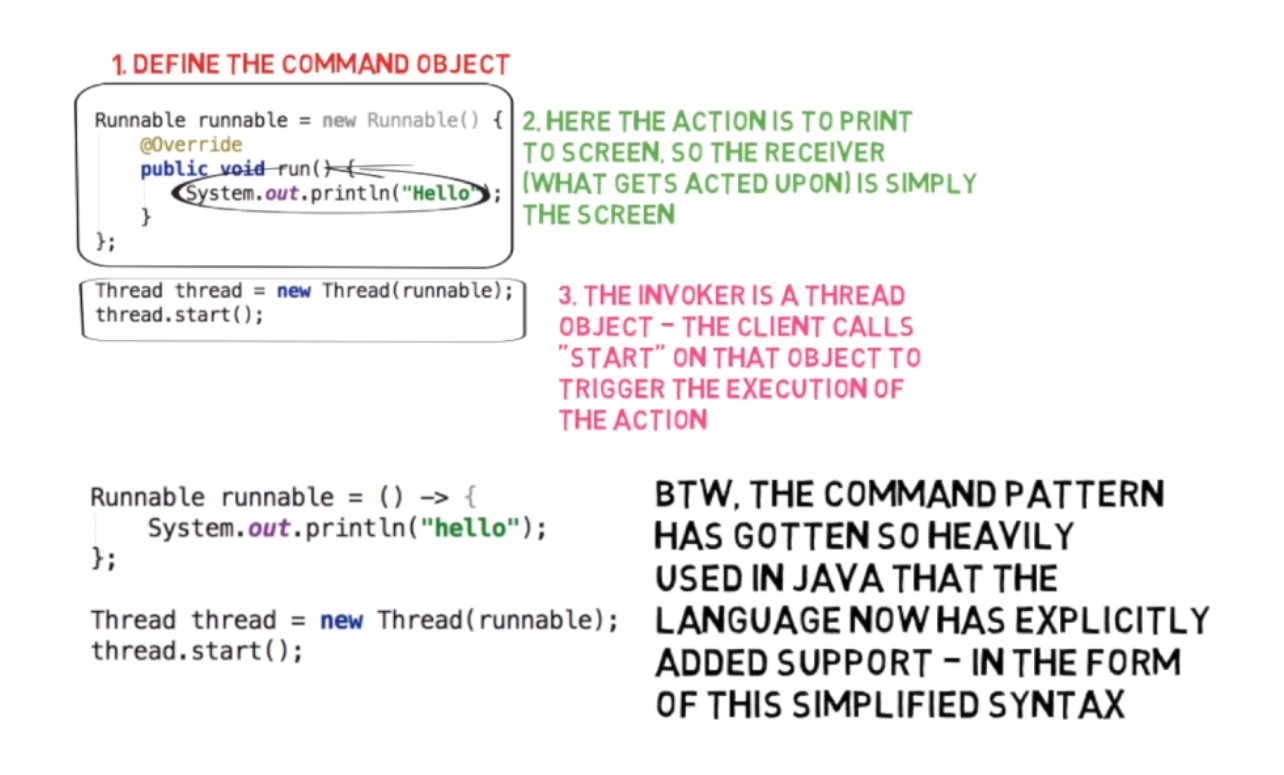 1. DEFINE THE COMMAND OBJECT
Runnable runnable = new Runnable() {
@Override
public void run() {
System.out.println("Hello");
}
};
2. HERE THE ACTION IS TO PRINT
TO SCREEN, SO THE RECEIVER
(WHAT GETS ACTED UPON) IS SIMPLY
THE SCREEN
Thread thread = new Thread(runnable);
thread.start();
3. THE INVOKER IS A THREAD
OBJECT - THE CLIENT CALLS
"START" ON THAT OBJECT TO
TRIGGER THE EXECUTION OF
THE ACTION
Runnable runnable = () -> {
System.out.println("hello");
};
Thread thread = new Thread(runnable);
thread.start();
BTW, THE COMMAND PATTERN
HAS GOTTEN SO HEAVILY
USED IN JAVA THAT THE
LANGUAGE NOW HAS EXPLICITLY
ADDED SUPPORT - IN THE FORM
OF THIS SIMPLIFIED SYNTAX